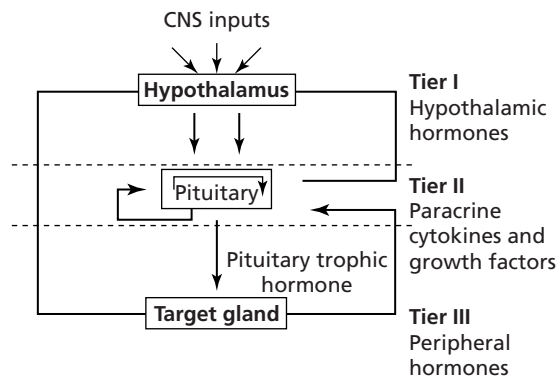 CNS inputs
Hypothalamus
Tier I
Hypothalamic
hormones
Pituitary
Tier II
Paracrine
cytokines and
growth factors
Pituitary trophic
hormone
Target gland
Tier III
Peripheral
hormones